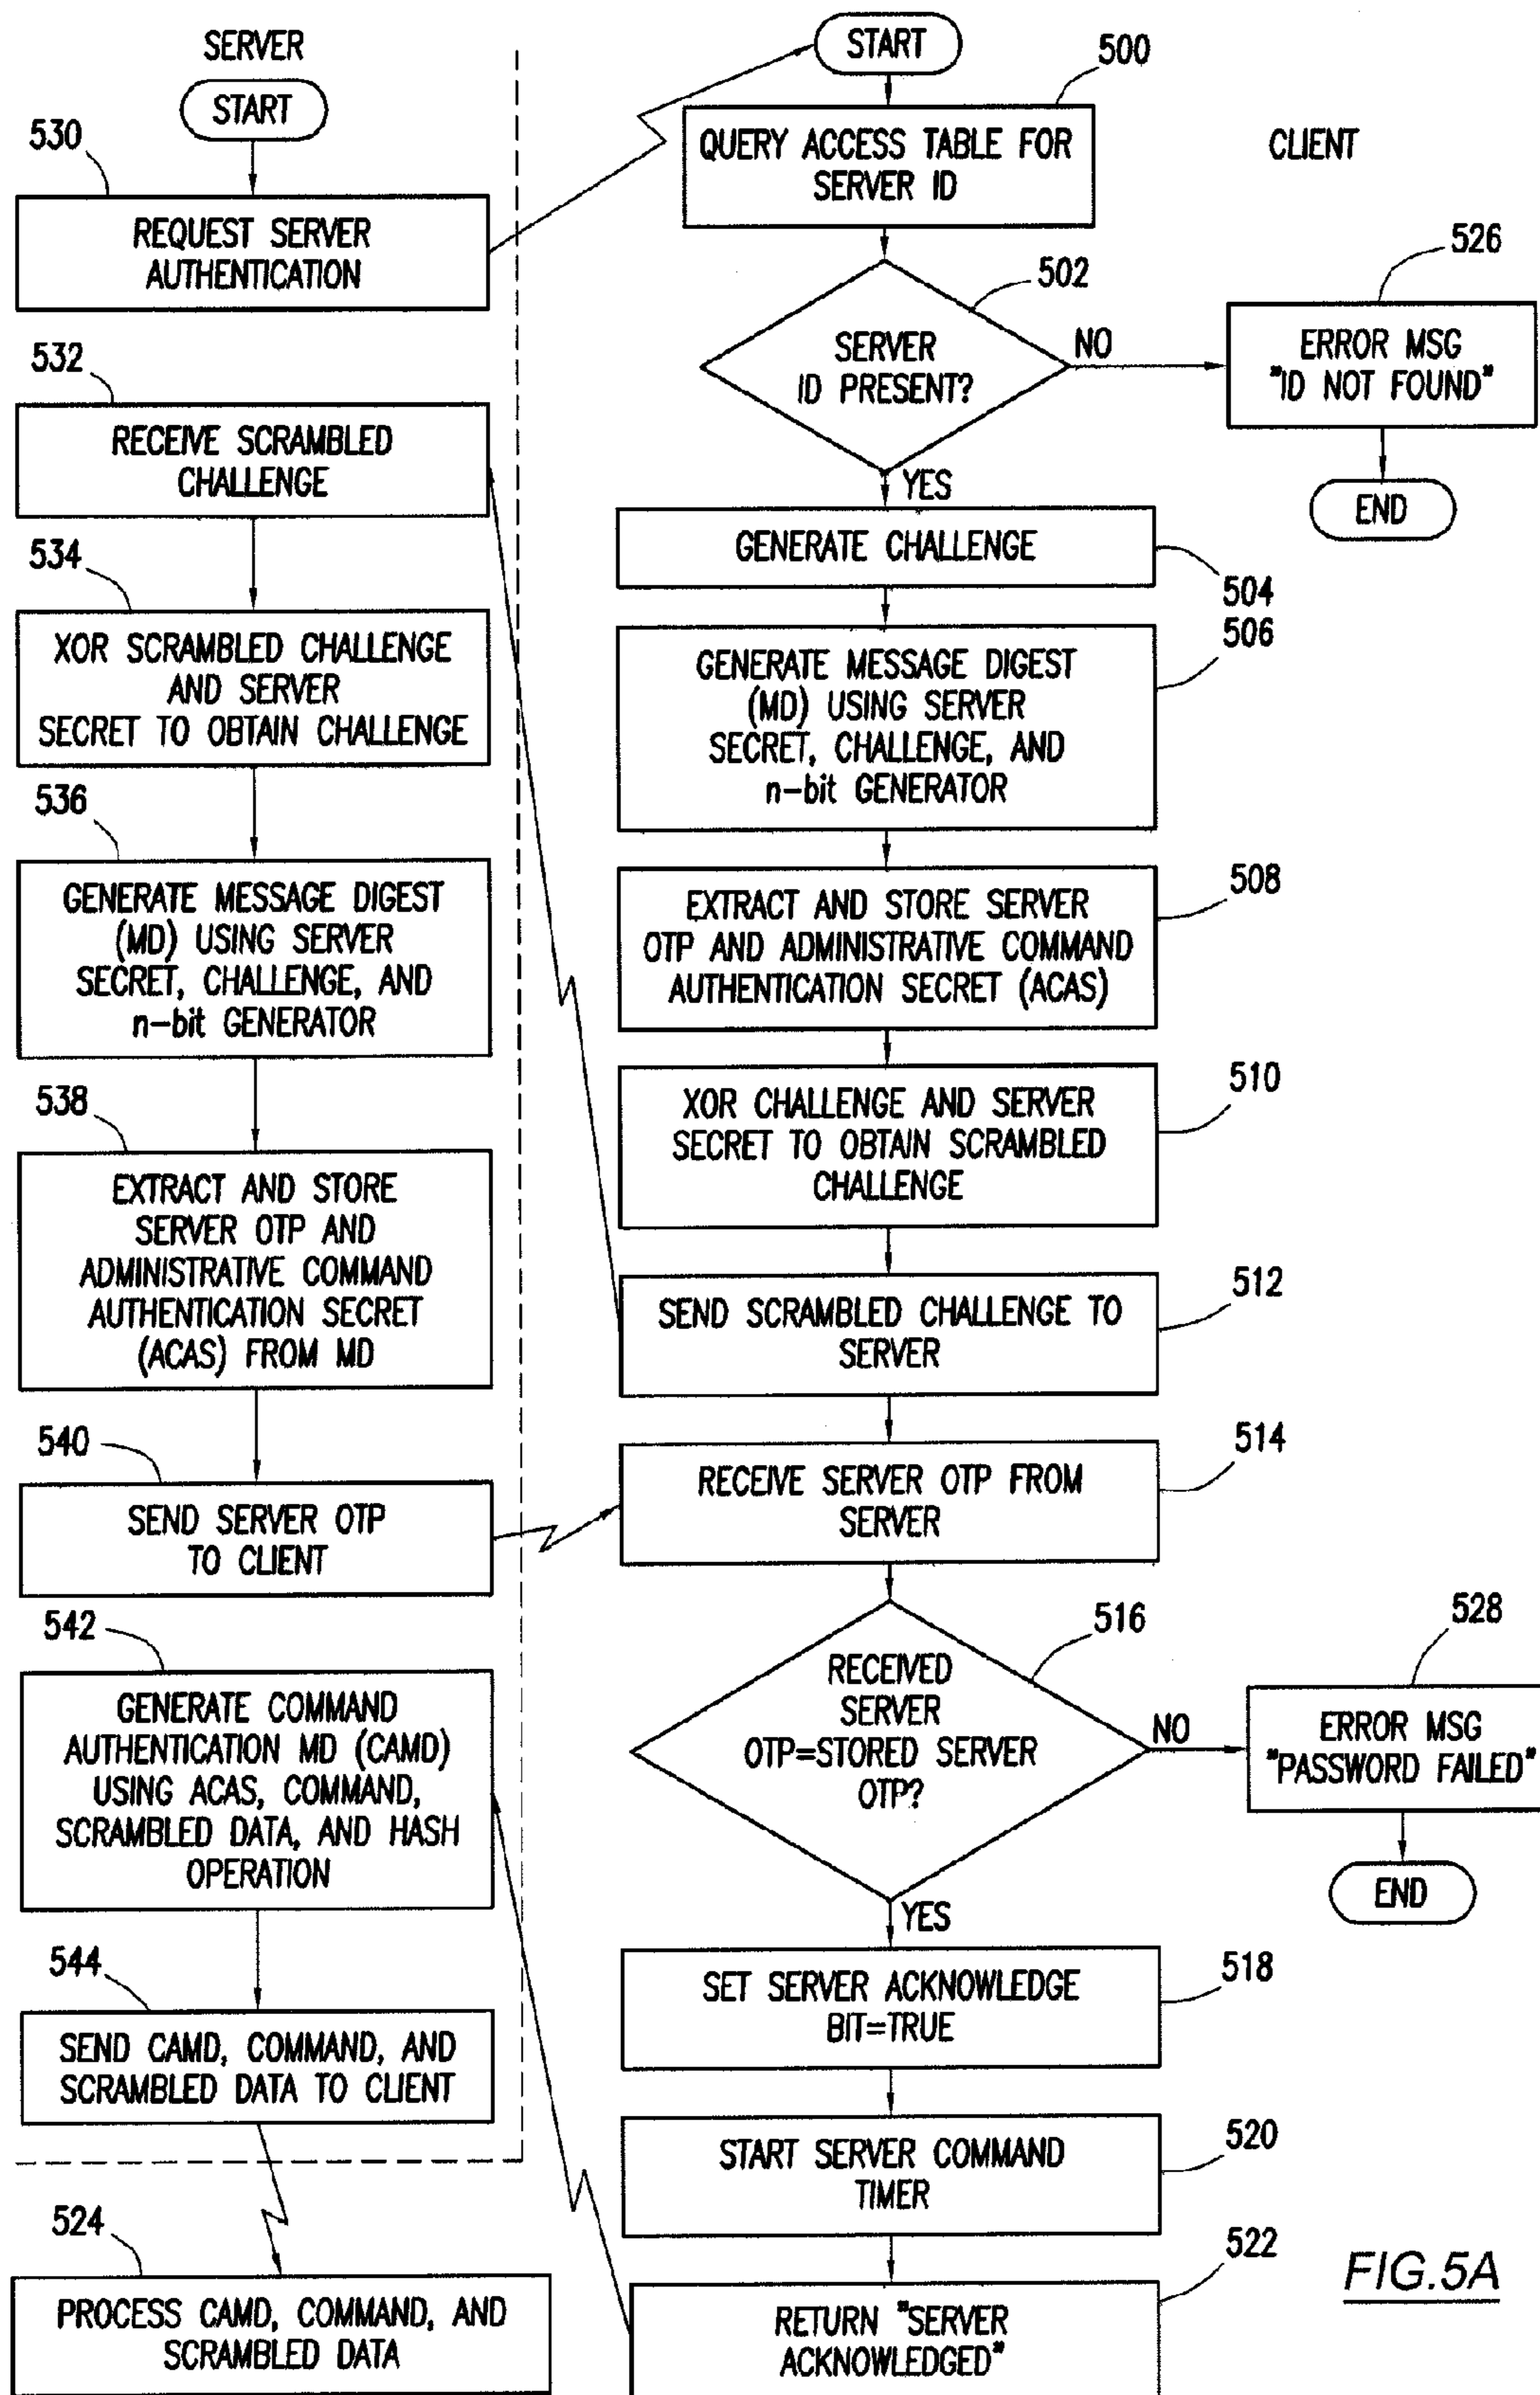 SERVER
START
530
REQUEST SERVER
AUTHENTICATION
532
RECEIVE SCRAMBLED
CHALLENGE
534
XOR SCRAMBLED CHALLENGE
AND SERVER
SECRET TO OBTAIN CHALLENGE
536
GENERATE MESSAGE DIGEST
(MD) USING SERVER
SECRET, CHALLENGE, AND
n-bit GENERATOR
538
EXTRACT AND STORE
SERVER OTP AND
ADMINISTRATIVE COMMAND
AUTHENTICATION SECRET
(ACAS) FROM MD
540
SEND SERVER OTP
TO CLIENT
542
GENERATE COMMAND
AUTHENTICATION MD (CAMD)
USING ACAS, COMMAND,
SCRAMBLED DATA, AND HASH
OPERATION
544
SEND CAMD, COMMAND, AND
SCRAMBLED DATA TO CLIENT
524
PROCESS CAMD, COMMAND, AND
SCRAMBLED DATA
START
500
QUERY ACCESS TABLE FOR
SERVER ID
CLIENT
502
SERVER
ID PRESENT?
NO
526
ERROR MSG
"ID NOT FOUND"
END
YES
GENERATE CHALLENGE
504
506
GENERATE MESSAGE DIGEST
(MD) USING SERVER
SECRET, CHALLENGE, AND
n-bit GENERATOR
508
EXTRACT AND STORE SERVER
OTP AND ADMINISTRATIVE COMMAND
AUTHENTICATION SECRET (ACAS)
510
XOR CHALLENGE AND SERVER
SECRET TO OBTAIN SCRAMBLED
CHALLENGE
512
SEND SCRAMBLED CHALLENGE TO
SERVER
514
RECEIVE SERVER OTP FROM
SERVER
516
RECEIVED
SERVER
OTP=STORED SERVER
OTP?
NO
528
ERROR MSG
"PASSWORD FAILED"
END
YES
518
SET SERVER ACKNOWLEDGE
BIT=TRUE
520
START SERVER COMMAND
TIMER
522
RETURN "SERVER
ACKNOWLEDGED"
FIG.5A